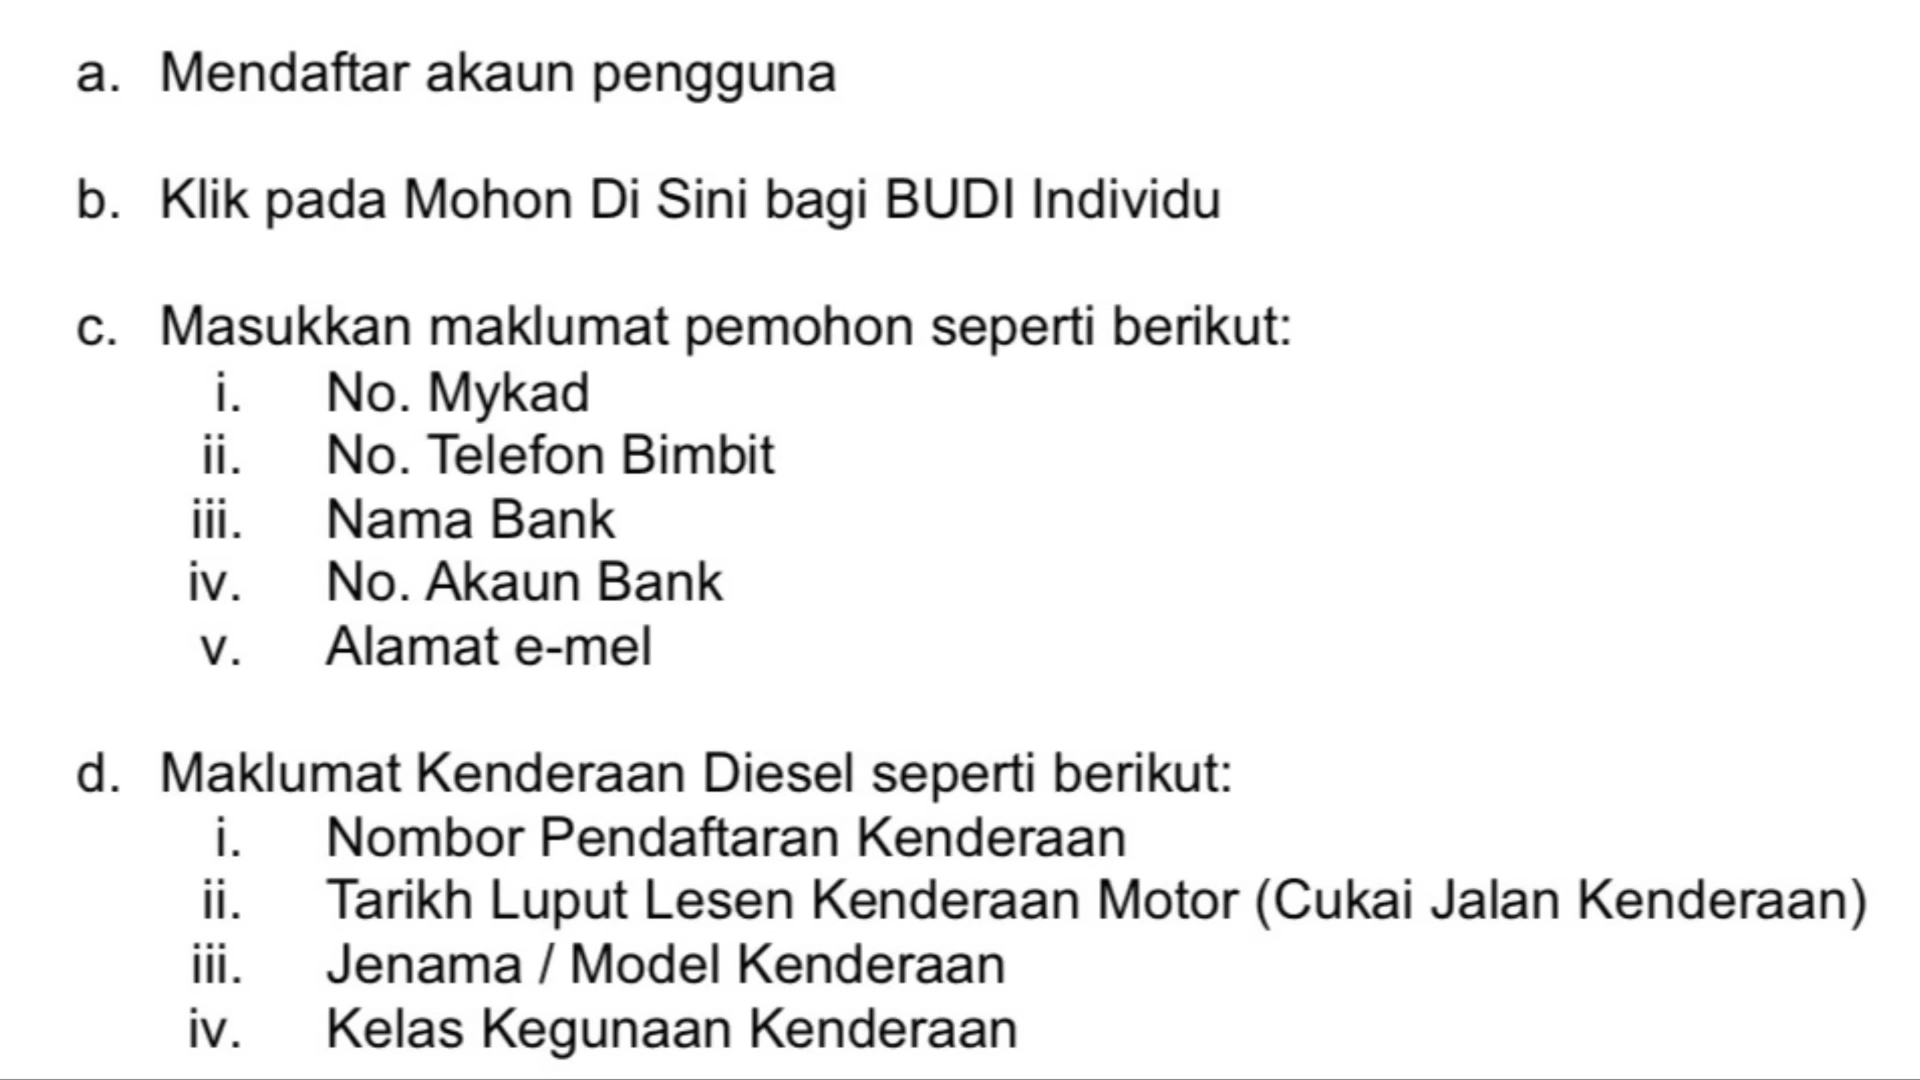 a. Mendaftar akaun pengguna
b. Klik pada Mohon Di Sini bagi BUDI Individu
c. Masukkan maklumat pemohon seperti berikut:
i. No. Mykad
ii. No. Telefon Bimbit
iii. Nama Bank
iv. No. Akaun Bank
v. Alamat e-mel
d. Maklumat Kenderaan Diesel seperti berikut:
i. Nombor Pendaftaran Kenderaan
ii. Tarikh Luput Lesen Kenderaan Motor (Cukai Jalan Kenderaan)
iii. Jenama / Model Kenderaan
iv. Kelas Kegunaan Kenderaan